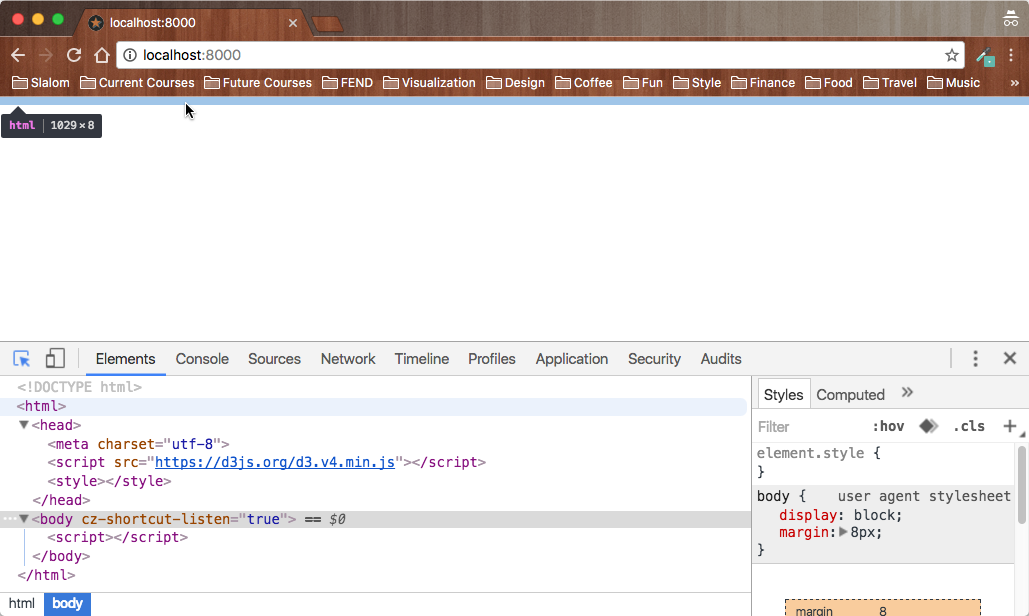 localhost:8000
localhost:8000
Slalom Current Courses Future Courses FEND Visualization Design Coffee Fun Style Finance Food Travel Music »
html 1029 × 8
Elements Console Sources Network Timeline Profiles Application Security Audits
<!DOCTYPE html>
<html>
▼<head>
<meta charset="utf-8">
<script src="https://d3js.org/d3.v4.min.js"></script>
<style></style>
</head>
…▼<body cz-shortcut-listen="true"> == $0
<script></script>
</body>
</html>
html body
Styles Computed »
Filter :hov .cls +
element.style {
}
body { user agent stylesheet
display: block;
margin:▶8px;
}
margin 8